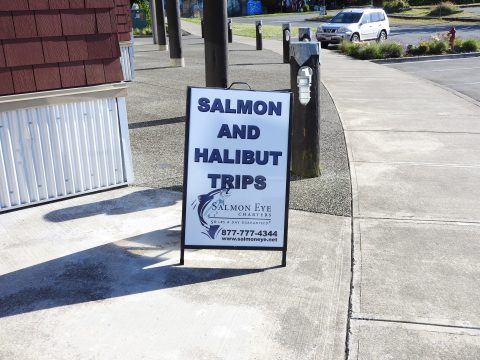 SALMON
AND
HALIBUT
TRIPS
SALMON EYE
CHARTERS
877-777-4344
www.salmoneye.net